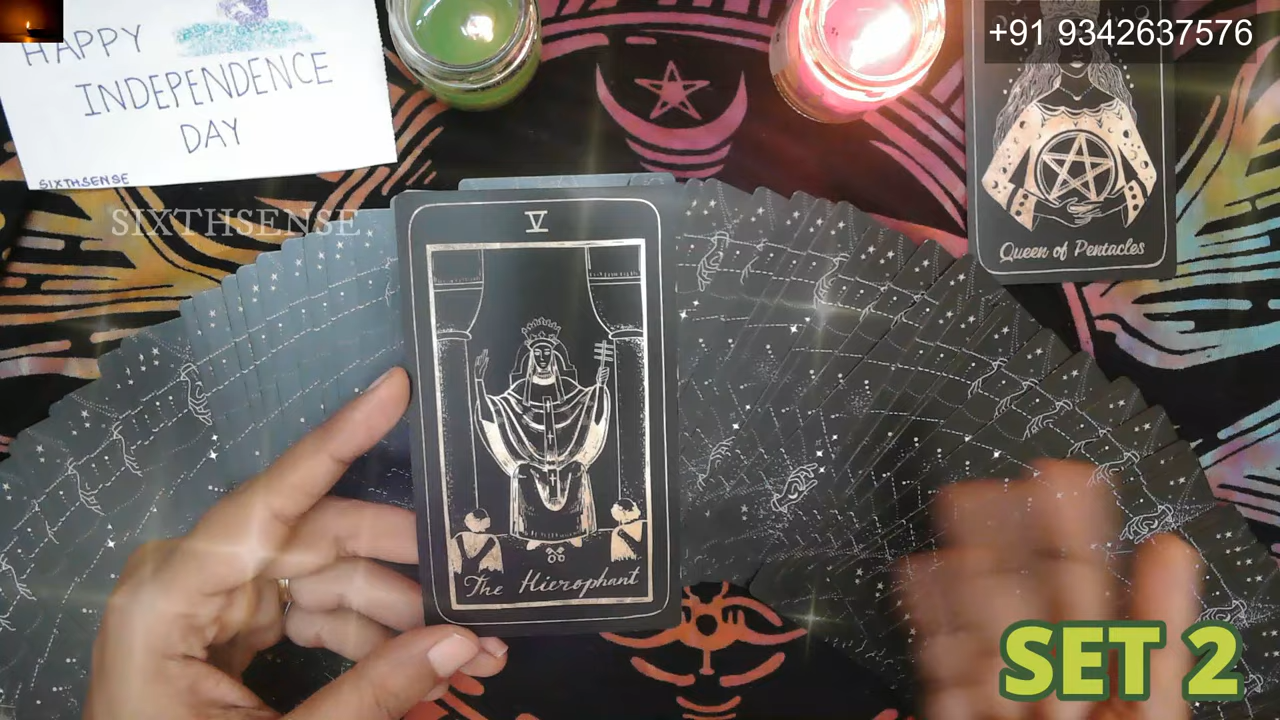 HAPPY
INDEPENDENCE
DAY
SIXTHSENSE
SIXTHSENSE
+91 9342637576
Queen of Pentacles
V
The Hierophant
SET 2